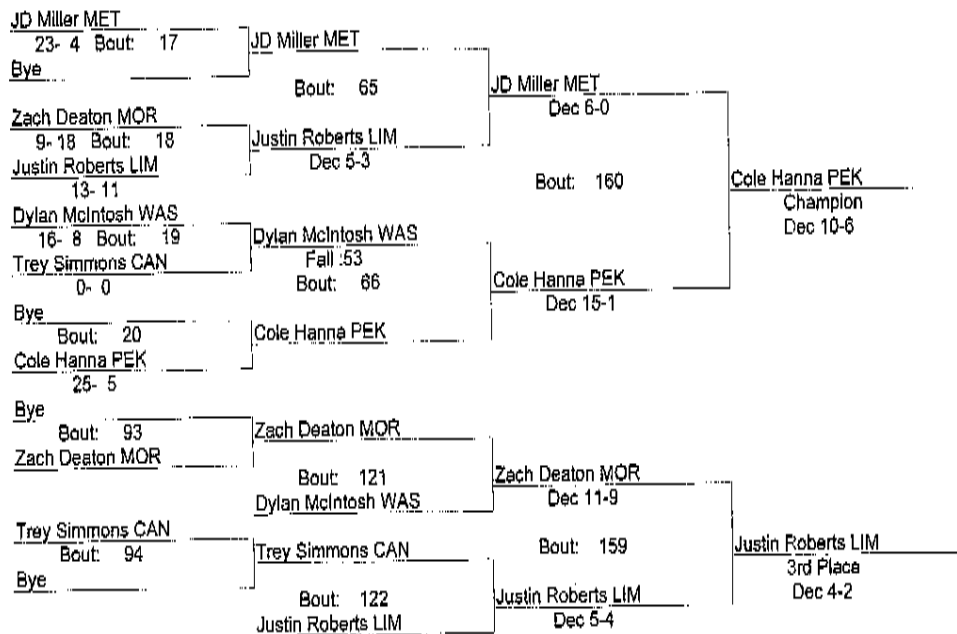 JD Miller MET
23- 4 Bout: 17
Bye
JD Miller MET
Bout: 65
JD Miller MET
Dec 6-0
Zach Deaton MOR
9- 18 Bout: 18
Justin Roberts LIM
13- 11
Justin Roberts LIM
Dec 5-3
Bout: 160
Cole Hanna PEK
Champion
Dec 10-6
Dylan McIntosh WAS
16- 8 Bout: 19
Trey Simmons CAN
0- 0
Dylan McIntosh WAS
Fall :53
Bout: 66
Cole Hanna PEK
Dec 15-1
Bye
Bout: 20
Cole Hanna PEK
25- 5
Cole Hanna PEK
Bye
Bout: 93
Zach Deaton MOR
Zach Deaton MOR
Bout: 121
Dylan McIntosh WAS
Zach Deaton MOR
Dec 11-9
Trey Simmons CAN
Bout: 94
Bye
Trey Simmons CAN
Bout: 122
Justin Roberts LIM
Bout: 159
Justin Roberts LIM
Dec 5-4
Justin Roberts LIM
3rd Place
Dec 4-2